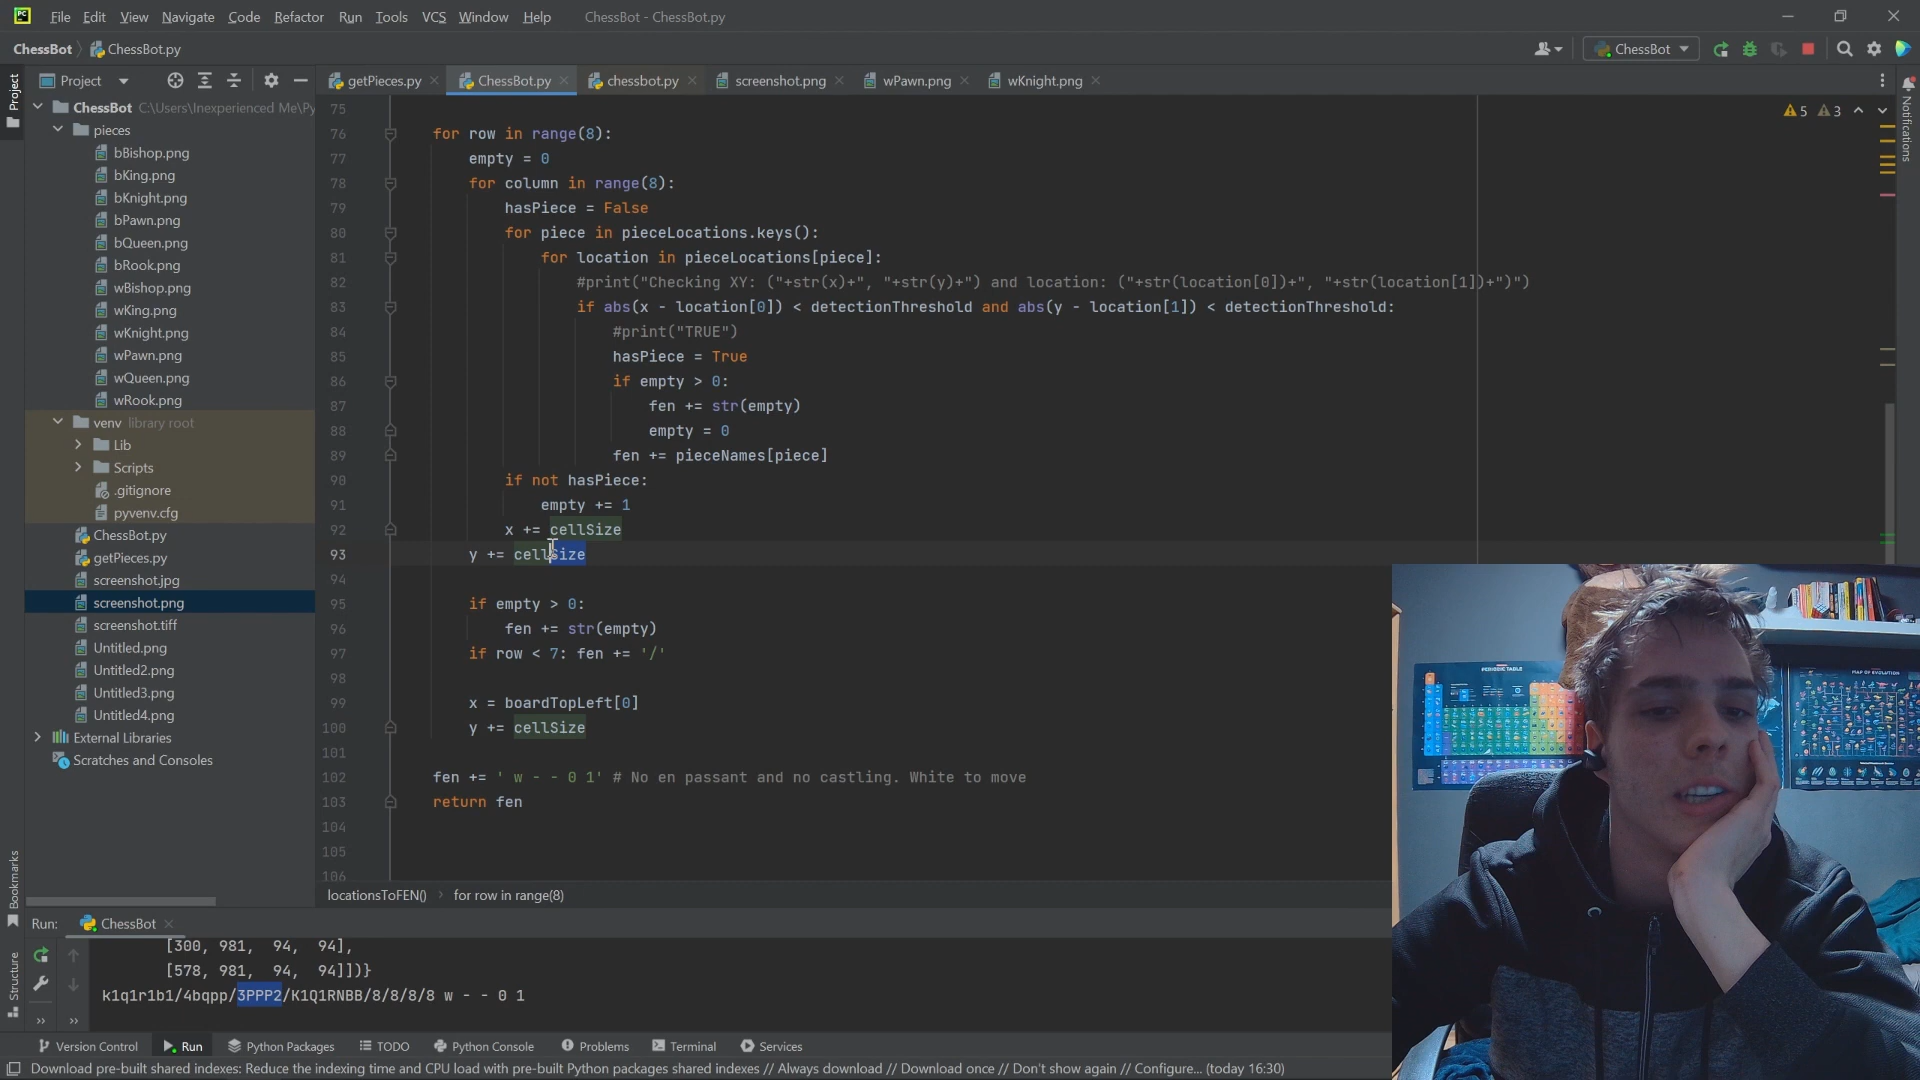 PC File Edit View Navigate Code Refactor Run Tools VCS Window Help ChessBot - ChessBot.py
ChessBot ChessBot.py ChessBot
Project getPieces.py ChessBot.py chessbot.py screenshot.png wPawn.png wKnight.png
Project
Notifications
Bookmarks
Structure
ChessBot C:\Users\Inexperienced Me\Py
pieces
bBishop.png
bKing.png
bKnight.png
bPawn.png
bQueen.png
bRook.png
wBishop.png
wKing.png
wKnight.png
wPawn.png
wQueen.png
wRook.png
venv library root
Lib
Scripts
.gitignore
pyvenv.cfg
ChessBot.py
getPieces.py
screenshot.jpg
screenshot.png
screenshot.tiff
Untitled.png
Untitled2.png
Untitled3.png
Untitled4.png
External Libraries
Scratches and Consoles
5 3
75
76 for row in range(8):
77 empty = 0
78 for column in range(8):
79 hasPiece = False
80 for piece in pieceLocations.keys():
81 for location in pieceLocations[piece]:
82 #print("Checking XY: ("+str(x)+", "+str(y)+") and location: ("+str(location[0])+", "+str(location[1])+")")
83 if abs(x - location[0]) < detectionThreshold and abs(y - location[1]) < detectionThreshold:
84 #print("TRUE")
85 hasPiece = True
86 if empty > 0:
87 fen += str(empty)
88 empty = 0
89 fen += pieceNames[piece]
90 if not hasPiece:
91 empty += 1
92 x += cellSize
93 y += cellSize
94
95 if empty > 0:
96 fen += str(empty)
97 if row < 7: fen += '/'
98
99 x = boardTopLeft[0]
100 y += cellSize
101
102 fen += ' w - - 0 1' # No en passant and no castling. White to move
103 return fen
104
105
106
locationsToFEN() for row in range(8)
Run: ChessBot
[300, 981, 94, 94],
[578, 981, 94, 94]])}
k1q1r1b1/4bqpp/3PPP2/K1Q1RNBB/8/8/8/8 w - - 0 1
Version Control Run Python Packages TODO Python Console Problems Terminal Services
Download pre-built shared indexes: Reduce the indexing time and CPU load with pre-built Python packages shared indexes // Always download // Download once // Don't show again // Configure... (today 16:30)
PERIODIC TABLE
MAP OF EVOLUTION